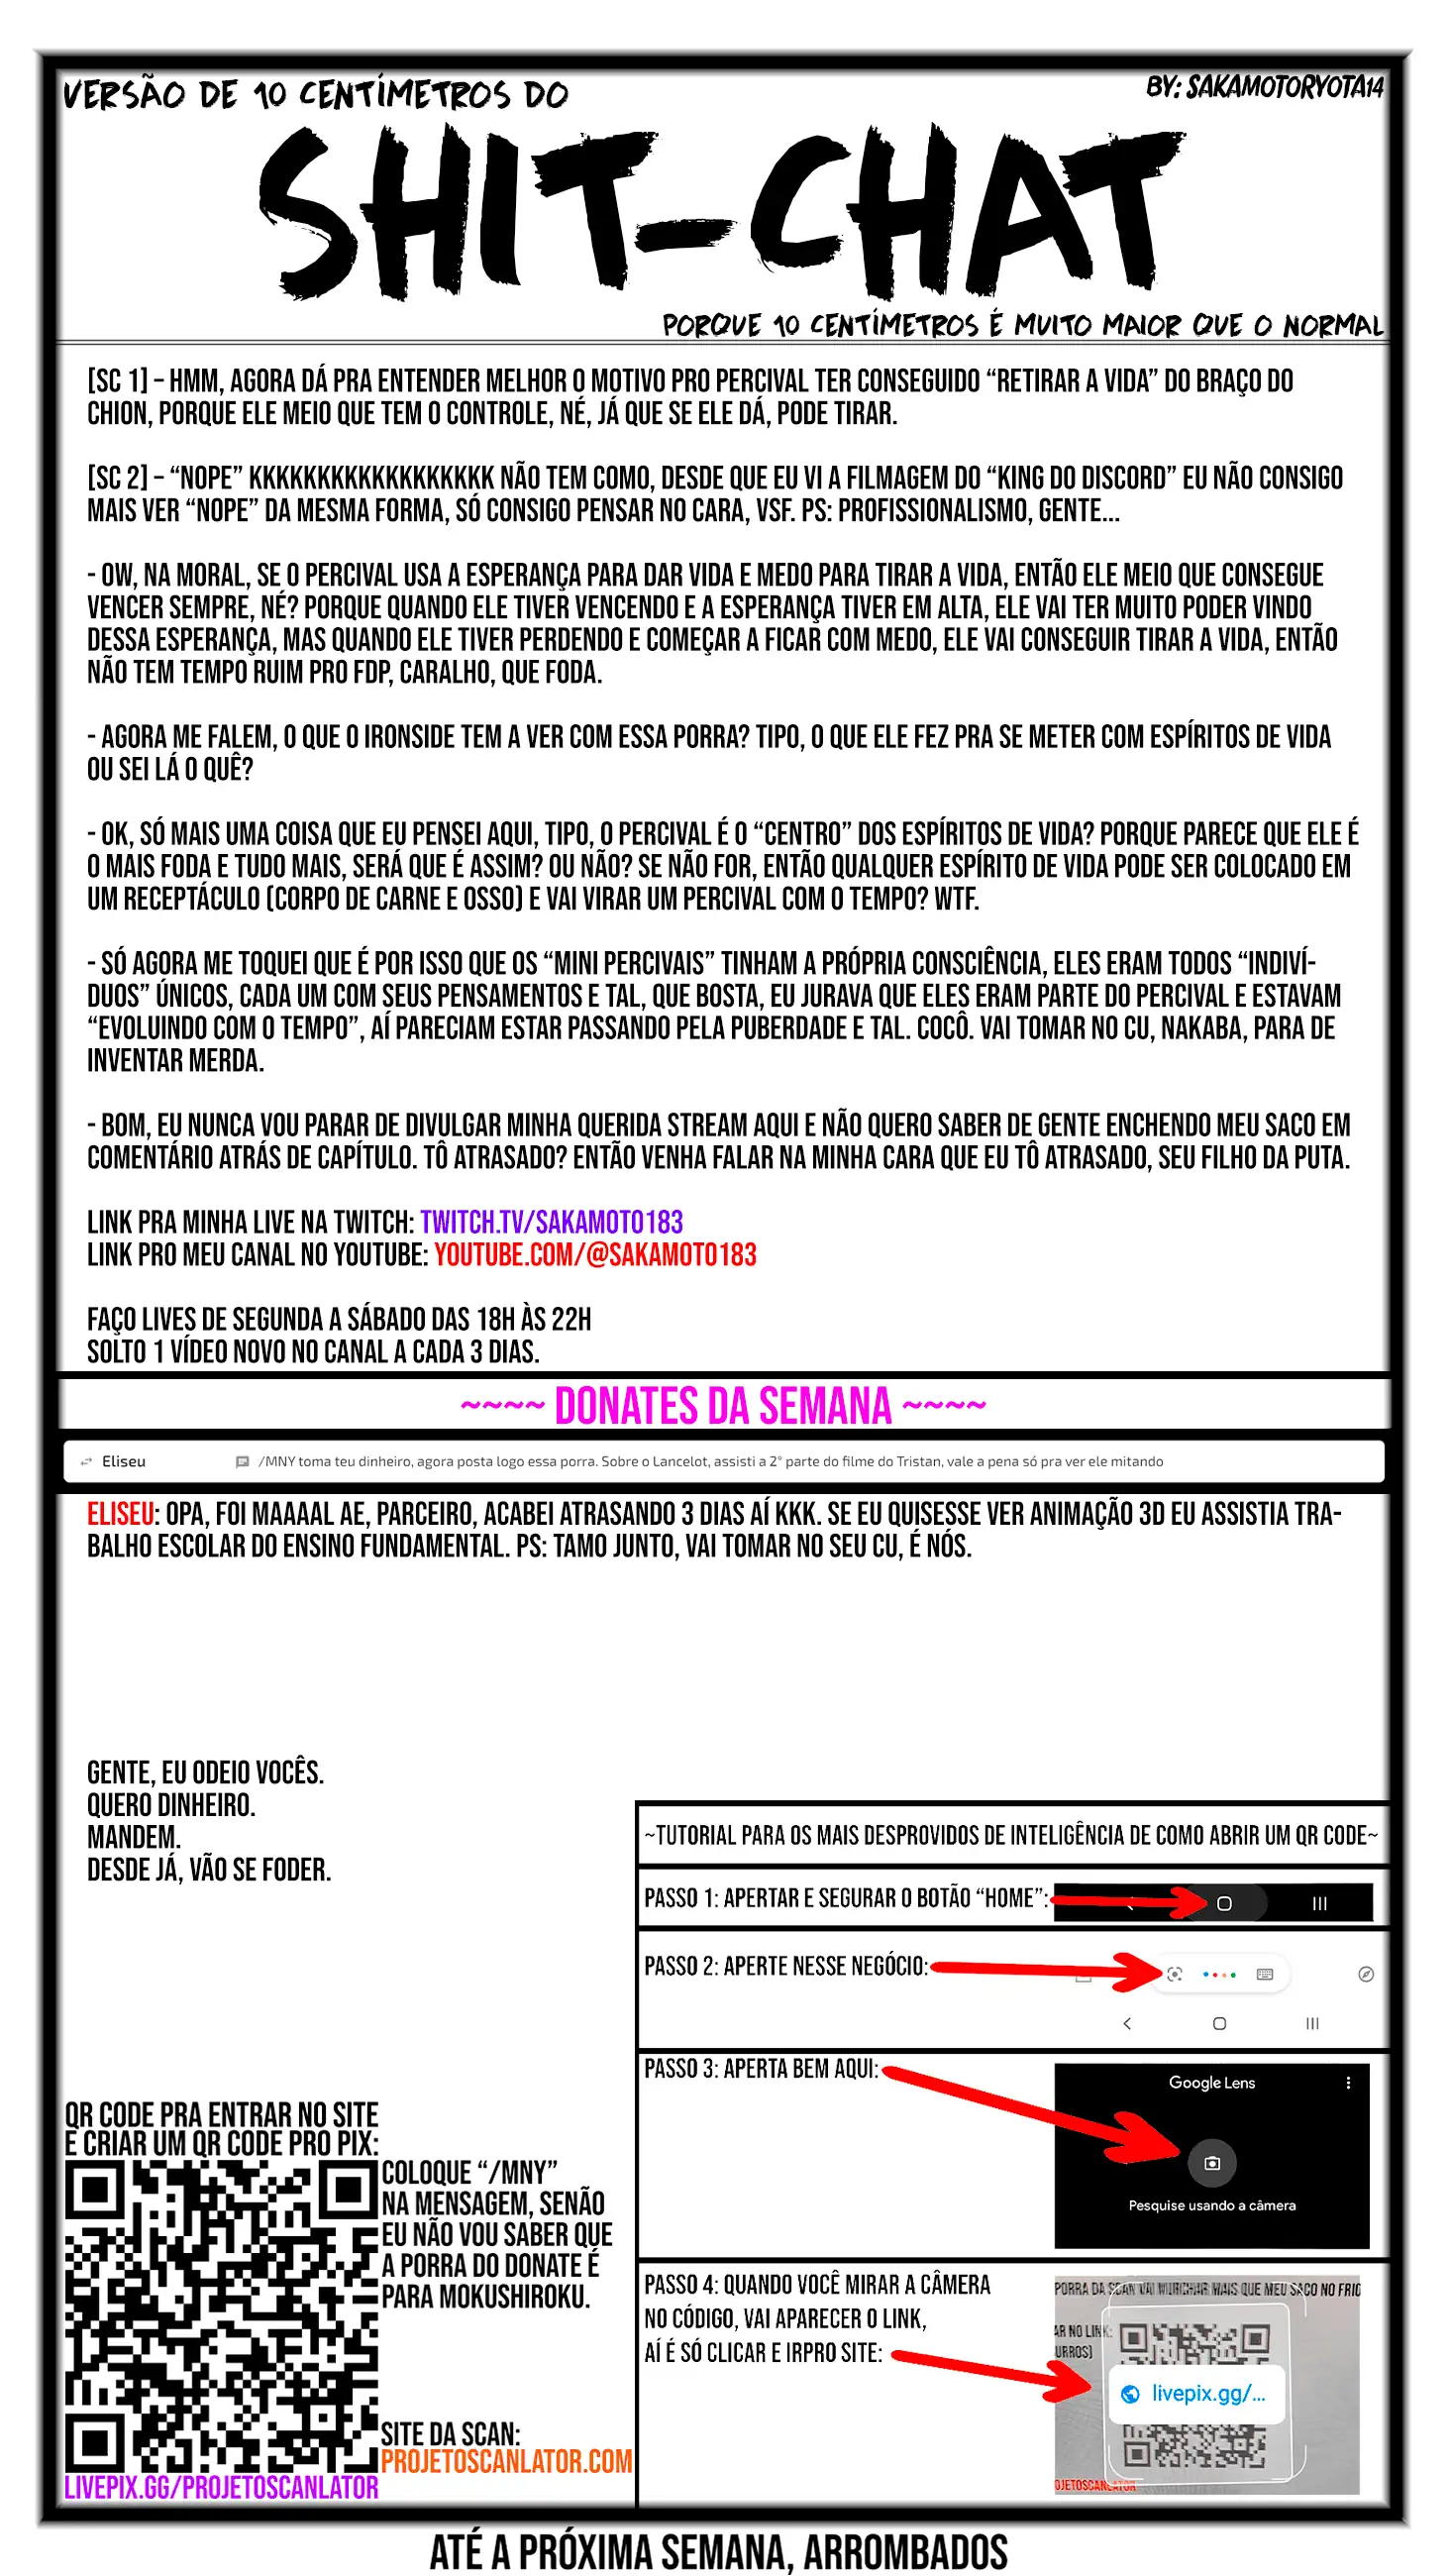 VERSÃO DE 10 CENTÍMETROS DO
BY: SAKAMOTORYOTA14
SHIT-CHAT
PORQUE 10 CENTÍMETROS É MUITO MAIOR QUE O NORMAL
[SC 1] – HMM, AGORA DÁ PRA ENTENDER MELHOR O MOTIVO PRO PERCIVAL TER CONSEGUIDO “RETIRAR A VIDA” DO BRAÇO DO
CHION, PORQUE ELE MEIO QUE TEM O CONTROLE, NÉ, JÁ QUE SE ELE DÁ, PODE TIRAR.
[SC 2] – “NOPE” KKKKKKKKKKKKKKKKKK NÃO TEM COMO, DESDE QUE EU VI A FILMAGEM DO “KING DO DISCORD” EU NÃO CONSIGO
MAIS VER “NOPE” DA MESMA FORMA, SÓ CONSIGO PENSAR NO CARA, VSF. PS: PROFISSIONALISMO, GENTE...
- OW, NA MORAL, SE O PERCIVAL USA A ESPERANÇA PARA DAR VIDA E MEDO PARA TIRAR A VIDA, ENTÃO ELE MEIO QUE CONSEGUE
VENCER SEMPRE, NÉ? PORQUE QUANDO ELE TIVER VENCENDO E A ESPERANÇA TIVER EM ALTA, ELE VAI TER MUITO PODER VINDO
DESSA ESPERANÇA, MAS QUANDO ELE TIVER PERDENDO E COMEÇAR A FICAR COM MEDO, ELE VAI CONSEGUIR TIRAR A VIDA, ENTÃO
NÃO TEM TEMPO RUIM PRO FDP, CARALHO, QUE FODA.
- AGORA ME FALEM, O QUE O IRONSIDE TEM A VER COM ESSA PORRA? TIPO, O QUE ELE FEZ PRA SE METER COM ESPÍRITOS DE VIDA
OU SEI LÁ O QUÊ?
- OK, SÓ MAIS UMA COISA QUE EU PENSEI AQUI, TIPO, O PERCIVAL É O “CENTRO” DOS ESPÍRITOS DE VIDA? PORQUE PARECE QUE ELE É
O MAIS FODA E TUDO MAIS, SERÁ QUE É ASSIM? OU NÃO? SE NÃO FOR, ENTÃO QUALQUER ESPÍRITO DE VIDA PODE SER COLOCADO EM
UM RECEPTÁCULO (CORPO DE CARNE E OSSO) E VAI VIRAR UM PERCIVAL COM O TEMPO? WTF.
- SÓ AGORA ME TOQUEI QUE É POR ISSO QUE OS “MINI PERCIVAIS” TINHAM A PRÓPRIA CONSCIÊNCIA, ELES ERAM TODOS “INDIVÍ-
DUOS” ÚNICOS, CADA UM COM SEUS PENSAMENTOS E TAL, QUE BOSTA, EU JURAVA QUE ELES ERAM PARTE DO PERCIVAL E ESTAVAM
“EVOLUINDO COM O TEMPO”, AÍ PARECIAM ESTAR PASSANDO PELA PUBERDADE E TAL. COCÔ. VAI TOMAR NO CU, NAKABA, PARA DE
INVENTAR MERDA.
- BOM, EU NUNCA VOU PARAR DE DIVULGAR MINHA QUERIDA STREAM AQUI E NÃO QUERO SABER DE GENTE ENCHENDO MEU SACO EM
COMENTÁRIO ATRÁS DE CAPÍTULO. TÔ ATRASADO? ENTÃO VENHA FALAR NA MINHA CARA QUE EU TÔ ATRASADO, SEU FILHO DA PUTA.
LINK PRA MINHA LIVE NA TWITCH: TWITCH.TV/SAKAMOTO183
LINK PRO MEU CANAL NO YOUTUBE: YOUTUBE.COM/@SAKAMOTO183
FAÇO LIVES DE SEGUNDA A SÁBADO DAS 18H ÀS 22H
SOLTO 1 VÍDEO NOVO NO CANAL A CADA 3 DIAS.
~~~~ DONATES DA SEMANA ~~~~
Eliseu /MNY toma teu dinheiro, agora posta logo essa porra. Sobre o Lancelot, assisti a 2° parte do filme do Tristan, vale a pena só pra ver ele mitando
ELISEU: OPA, FOI MAAAAL AE, PARCEIRO, ACABEI ATRASANDO 3 DIAS AÍ KKK. SE EU QUISESSE VER ANIMAÇÃO 3D EU ASSISTIA TRA-
BALHO ESCOLAR DO ENSINO FUNDAMENTAL. PS: TAMO JUNTO, VAI TOMAR NO SEU CU, É NÓS.
GENTE, EU ODEIO VOCÊS.
QUERO DINHEIRO.
MANDEM.
DESDE JÁ, VÃO SE FODER.
~TUTORIAL PARA OS MAIS DESPROVIDOS DE INTELIGÊNCIA DE COMO ABRIR UM QR CODE~
PASSO 1: APERTAR E SEGURAR O BOTÃO “HOME”:
PASSO 2: APERTE NESSE NEGÓCIO:
PASSO 3: APERTA BEM AQUI:
Google Lens
Pesquise usando a câmera
PASSO 4: QUANDO VOCÊ MIRAR A CÂMERA
NO CÓDIGO, VAI APARECER O LINK,
AÍ É SÓ CLICAR E IRPRO SITE:
PORRA DA SCAN VAI MURCHAR MAIS QUE MEU SACO NO FRIO
AR NO LINK:
URROS)
livepix.gg/...
OJETOSCANLATOR
QR CODE PRA ENTRAR NO SITE
E CRIAR UM QR CODE PRO PIX:
COLOQUE “/MNY”
NA MENSAGEM, SENÃO
EU NÃO VOU SABER QUE
A PORRA DO DONATE É
PARA MOKUSHIROKU.
SITE DA SCAN:
PROJETOSCANLATOR.COM
LIVEPIX.GG/PROJETOSCANLATOR
ATÉ A PRÓXIMA SEMANA, ARROMBADOS